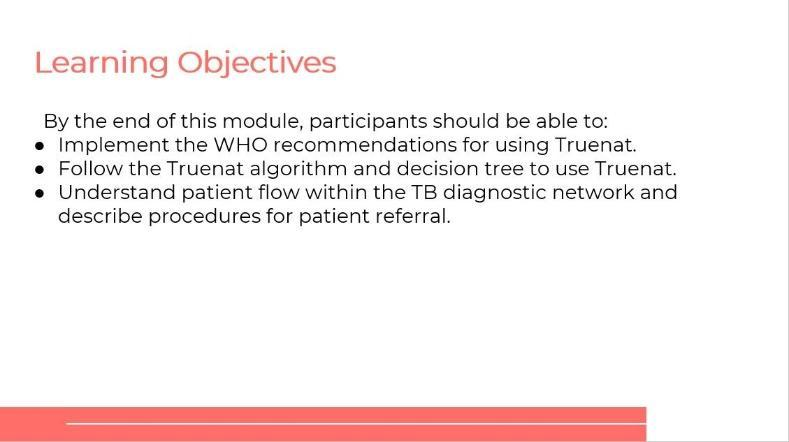 Learning Objectives
By the end of this module, participants should be able to:
● Implement the WHO recommendations for using Truenat.
● Follow the Truenat algorithm and decision tree to use Truenat.
● Understand patient flow within the TB diagnostic network and
describe procedures for patient referral.